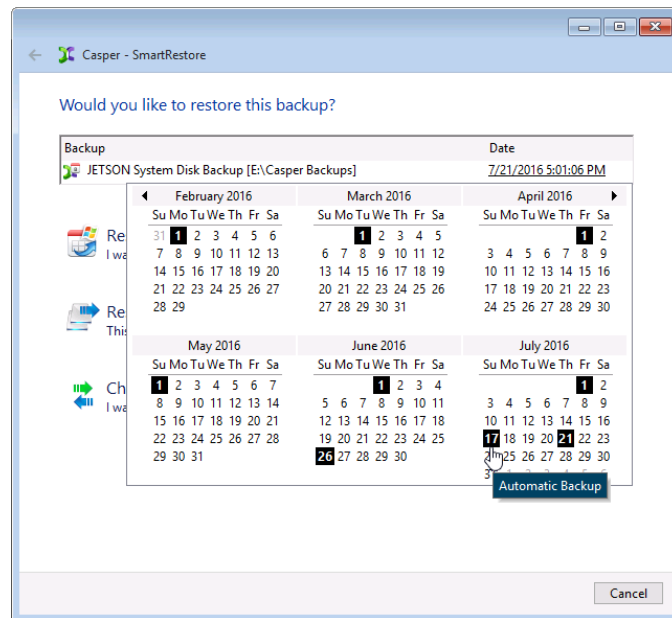 Casper - SmartRestore
Would you like to restore this backup?
Backup Date
JETSON System Disk Backup [E:\Casper Backups] 7/21/2016 5:01:06 PM
February 2016 March 2016 April 2016
Su Mo Tu We Th Fr Sa Su Mo Tu We Th Fr Sa Su Mo Tu We Th Fr Sa
31 1 2 3 4 5 6 1 2 3 4 5 1 2
7 8 9 10 11 12 13 6 7 8 9 10 11 12 3 4 5 6 7 8 9
14 15 16 17 18 19 20 13 14 15 16 17 18 19 10 11 12 13 14 15 16
21 22 23 24 25 26 27 20 21 22 23 24 25 26 17 18 19 20 21 22 23
28 29 27 28 29 30 31 24 25 26 27 28 29 30
May 2016 June 2016 July 2016
Su Mo Tu We Th Fr Sa Su Mo Tu We Th Fr Sa Su Mo Tu We Th Fr Sa
1 2 3 4 5 6 7 1 2 3 4 1 2
8 9 10 11 12 13 14 5 6 7 8 9 10 11 3 4 5 6 7 8 9
15 16 17 18 19 20 21 12 13 14 15 16 17 18 10 11 12 13 14 15 16
22 23 24 25 26 27 28 19 20 21 22 23 24 25 17 18 19 20 21 22 23
29 30 31 26 27 28 29 30 25 26 27 28 29 30
Re
I wa
Re
This
Ch
I wa
Automatic Backup
Cancel